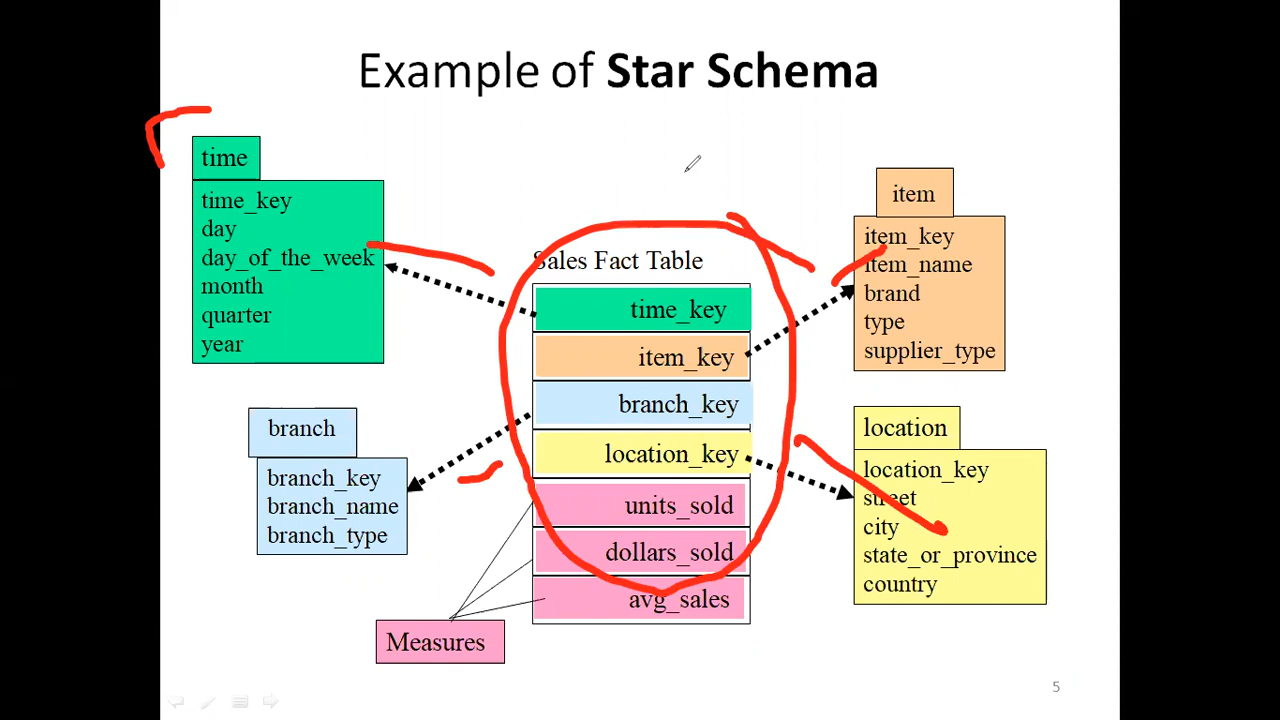 Example of Star Schema
time
time_key
day
day_of_the_week
month
quarter
year
branch
branch_key
branch_name
branch_type
Sales Fact Table
time_key
item_key
branch_key
location_key
units_sold
dollars_sold
avg_sales
Measures
item
item_key
item_name
brand
type
supplier_type
location
location_key
street
city
state_or_province
country
5